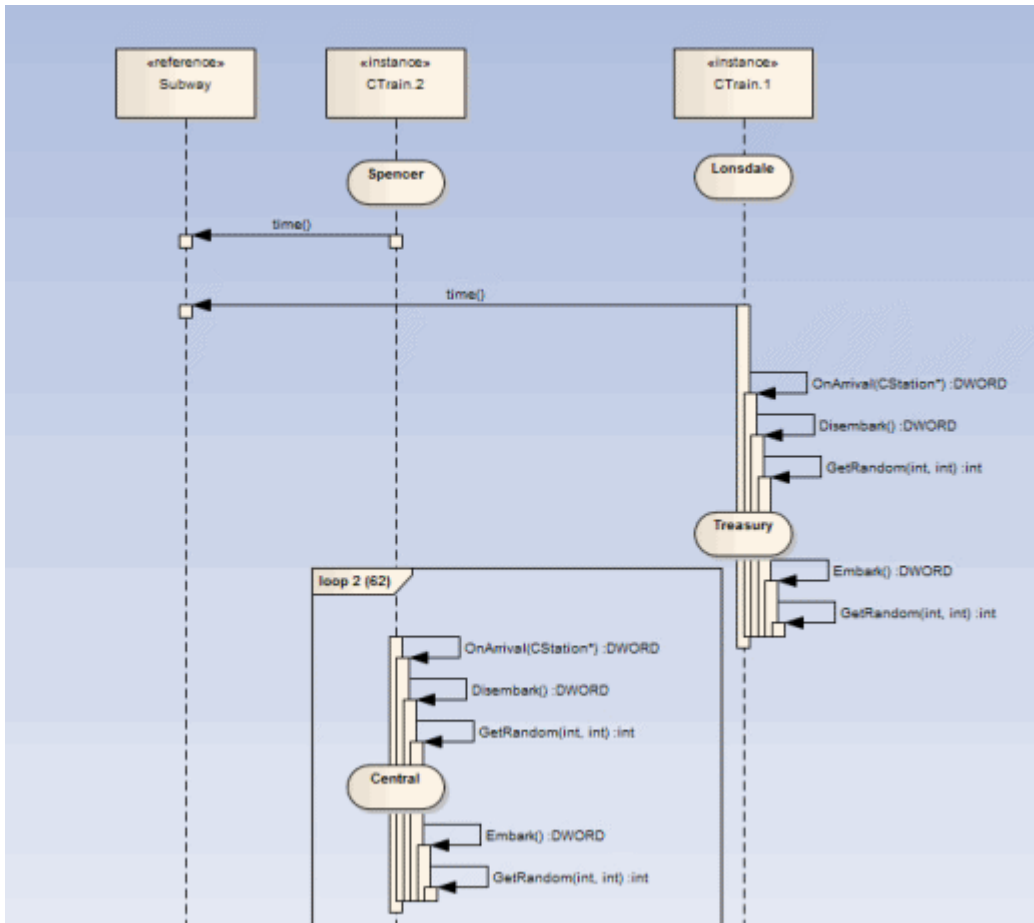 «reference»
Subway
«instance»
CTrain.2
«instance»
CTrain.1
Spencer
Lonsdale
time()
time()
OnArrival(CStation*) :DWORD
Disembark() :DWORD
GetRandom(int, int) :int
Treasury
Embark() :DWORD
loop 2 (62)
GetRandom(int, int) :int
OnArrival(CStation*) :DWORD
Disembark() :DWORD
GetRandom(int, int) :int
Central
Embark() :DWORD
GetRandom(int, int) :int